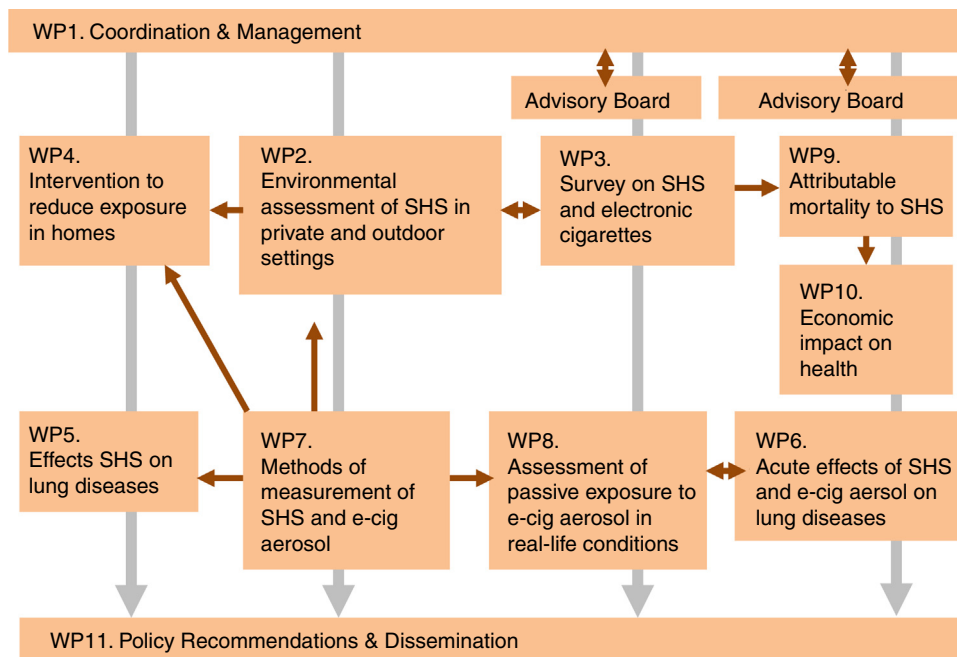 WP1. Coordination & Management
Advisory Board
Advisory Board
WP4.
Intervention to
reduce exposure
in homes
WP2.
Environmental
assessment of SHS in
private and outdoor
settings
WP3.
Survey on SHS
and electronic
cigarettes
WP9.
Attributable
mortality to SHS
WP10.
Economic
impact on
health
WP5.
Effects SHS on
lung diseases
WP7.
Methods of
measurement of
SHS and e-cig
aerosol
WP8.
Assessment of
passive exposure to
e-cig aerosol in
real-life conditions
WP6.
Acute effects of SHS
and e-cig aersol on
lung diseases
WP11. Policy Recommendations & Dissemination